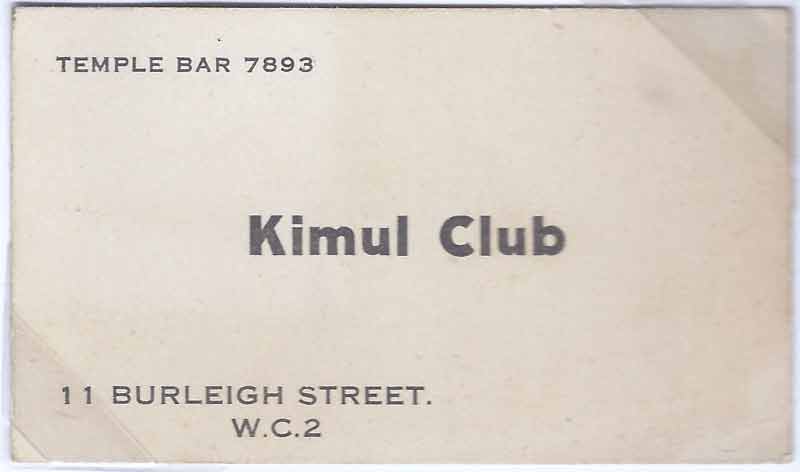 TEMPLE BAR 7893
Kimul Club
11 BURLEIGH STREET.
W.C.2